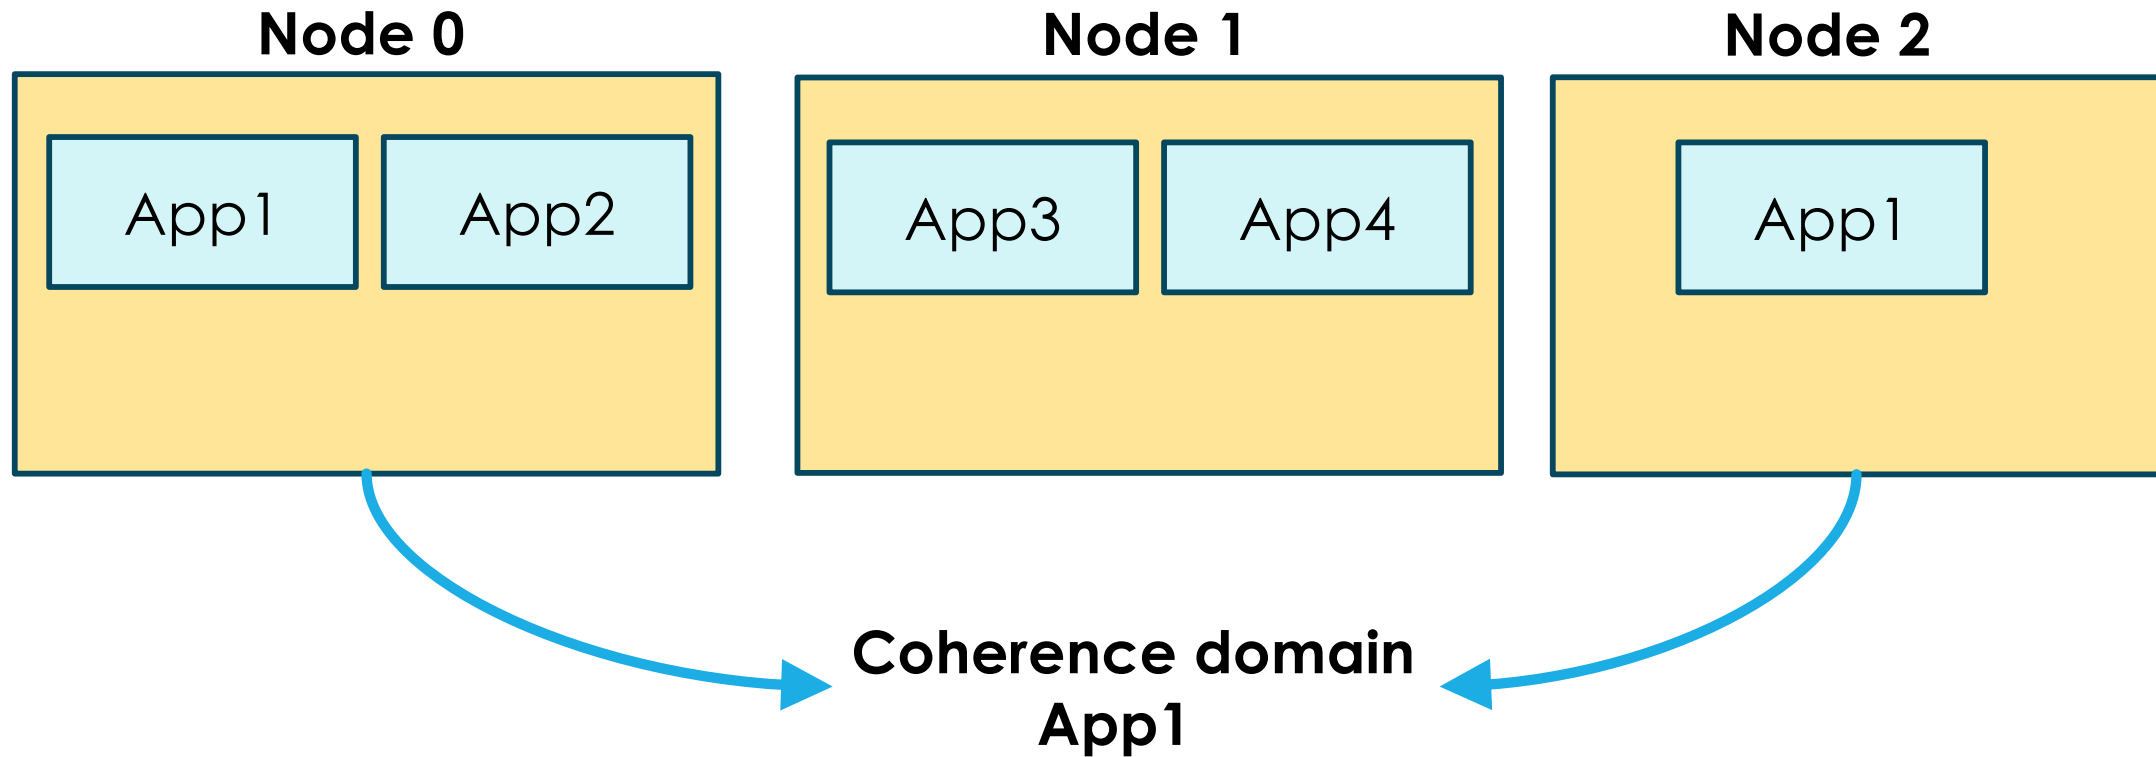 Node 0
Node 1
Node 2
App1
App2
App3
App4
App1
Coherence domain
App1